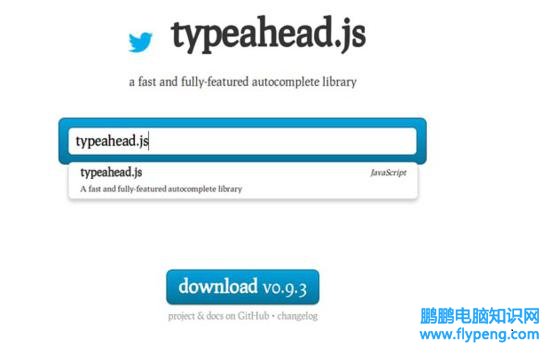 typeahead.js
a fast and fully-featured autocomplete library
typeahead.js
typeahead.js JavaScript
A fast and fully-featured autocomplete library
download v0.9.3
project & docs on GitHub • changelog
鹏鹏电脑知识网
www.flypeng.com